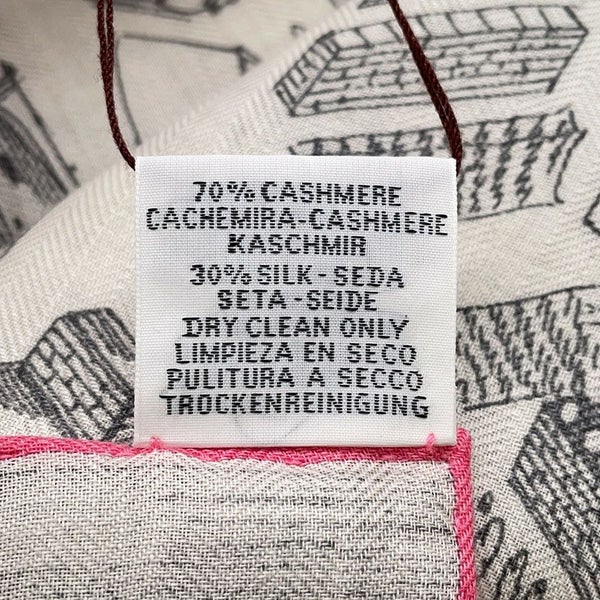 70% CASHMERE
CACHEMIRA-CASHMERE
KASCHMIR
30% SILK - SEDA
SETA - SEIDE
DRY CLEAN ONLY
LIMPIEZA EN SECO
PULITURA A SECCO
TROCKENREINIGUNG